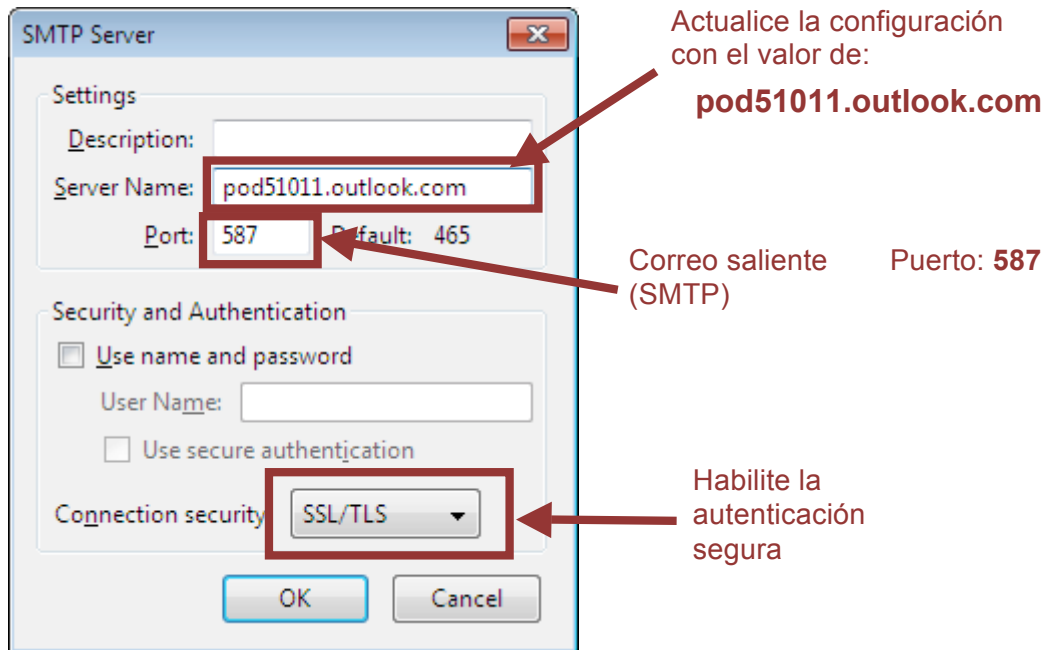 SMTP Server
Settings
Description:
Server Name: pod51011.outlook.com
Port: 587 Default: 465
Security and Authentication
Use name and password
User Name:
Use secure authentication
Connection security
SSL/TLS
OK Cancel
Actualice la configuración
con el valor de:
pod51011.outlook.com
Correo saliente Puerto: 587
(SMTP)
Habilite la
autenticación
segura